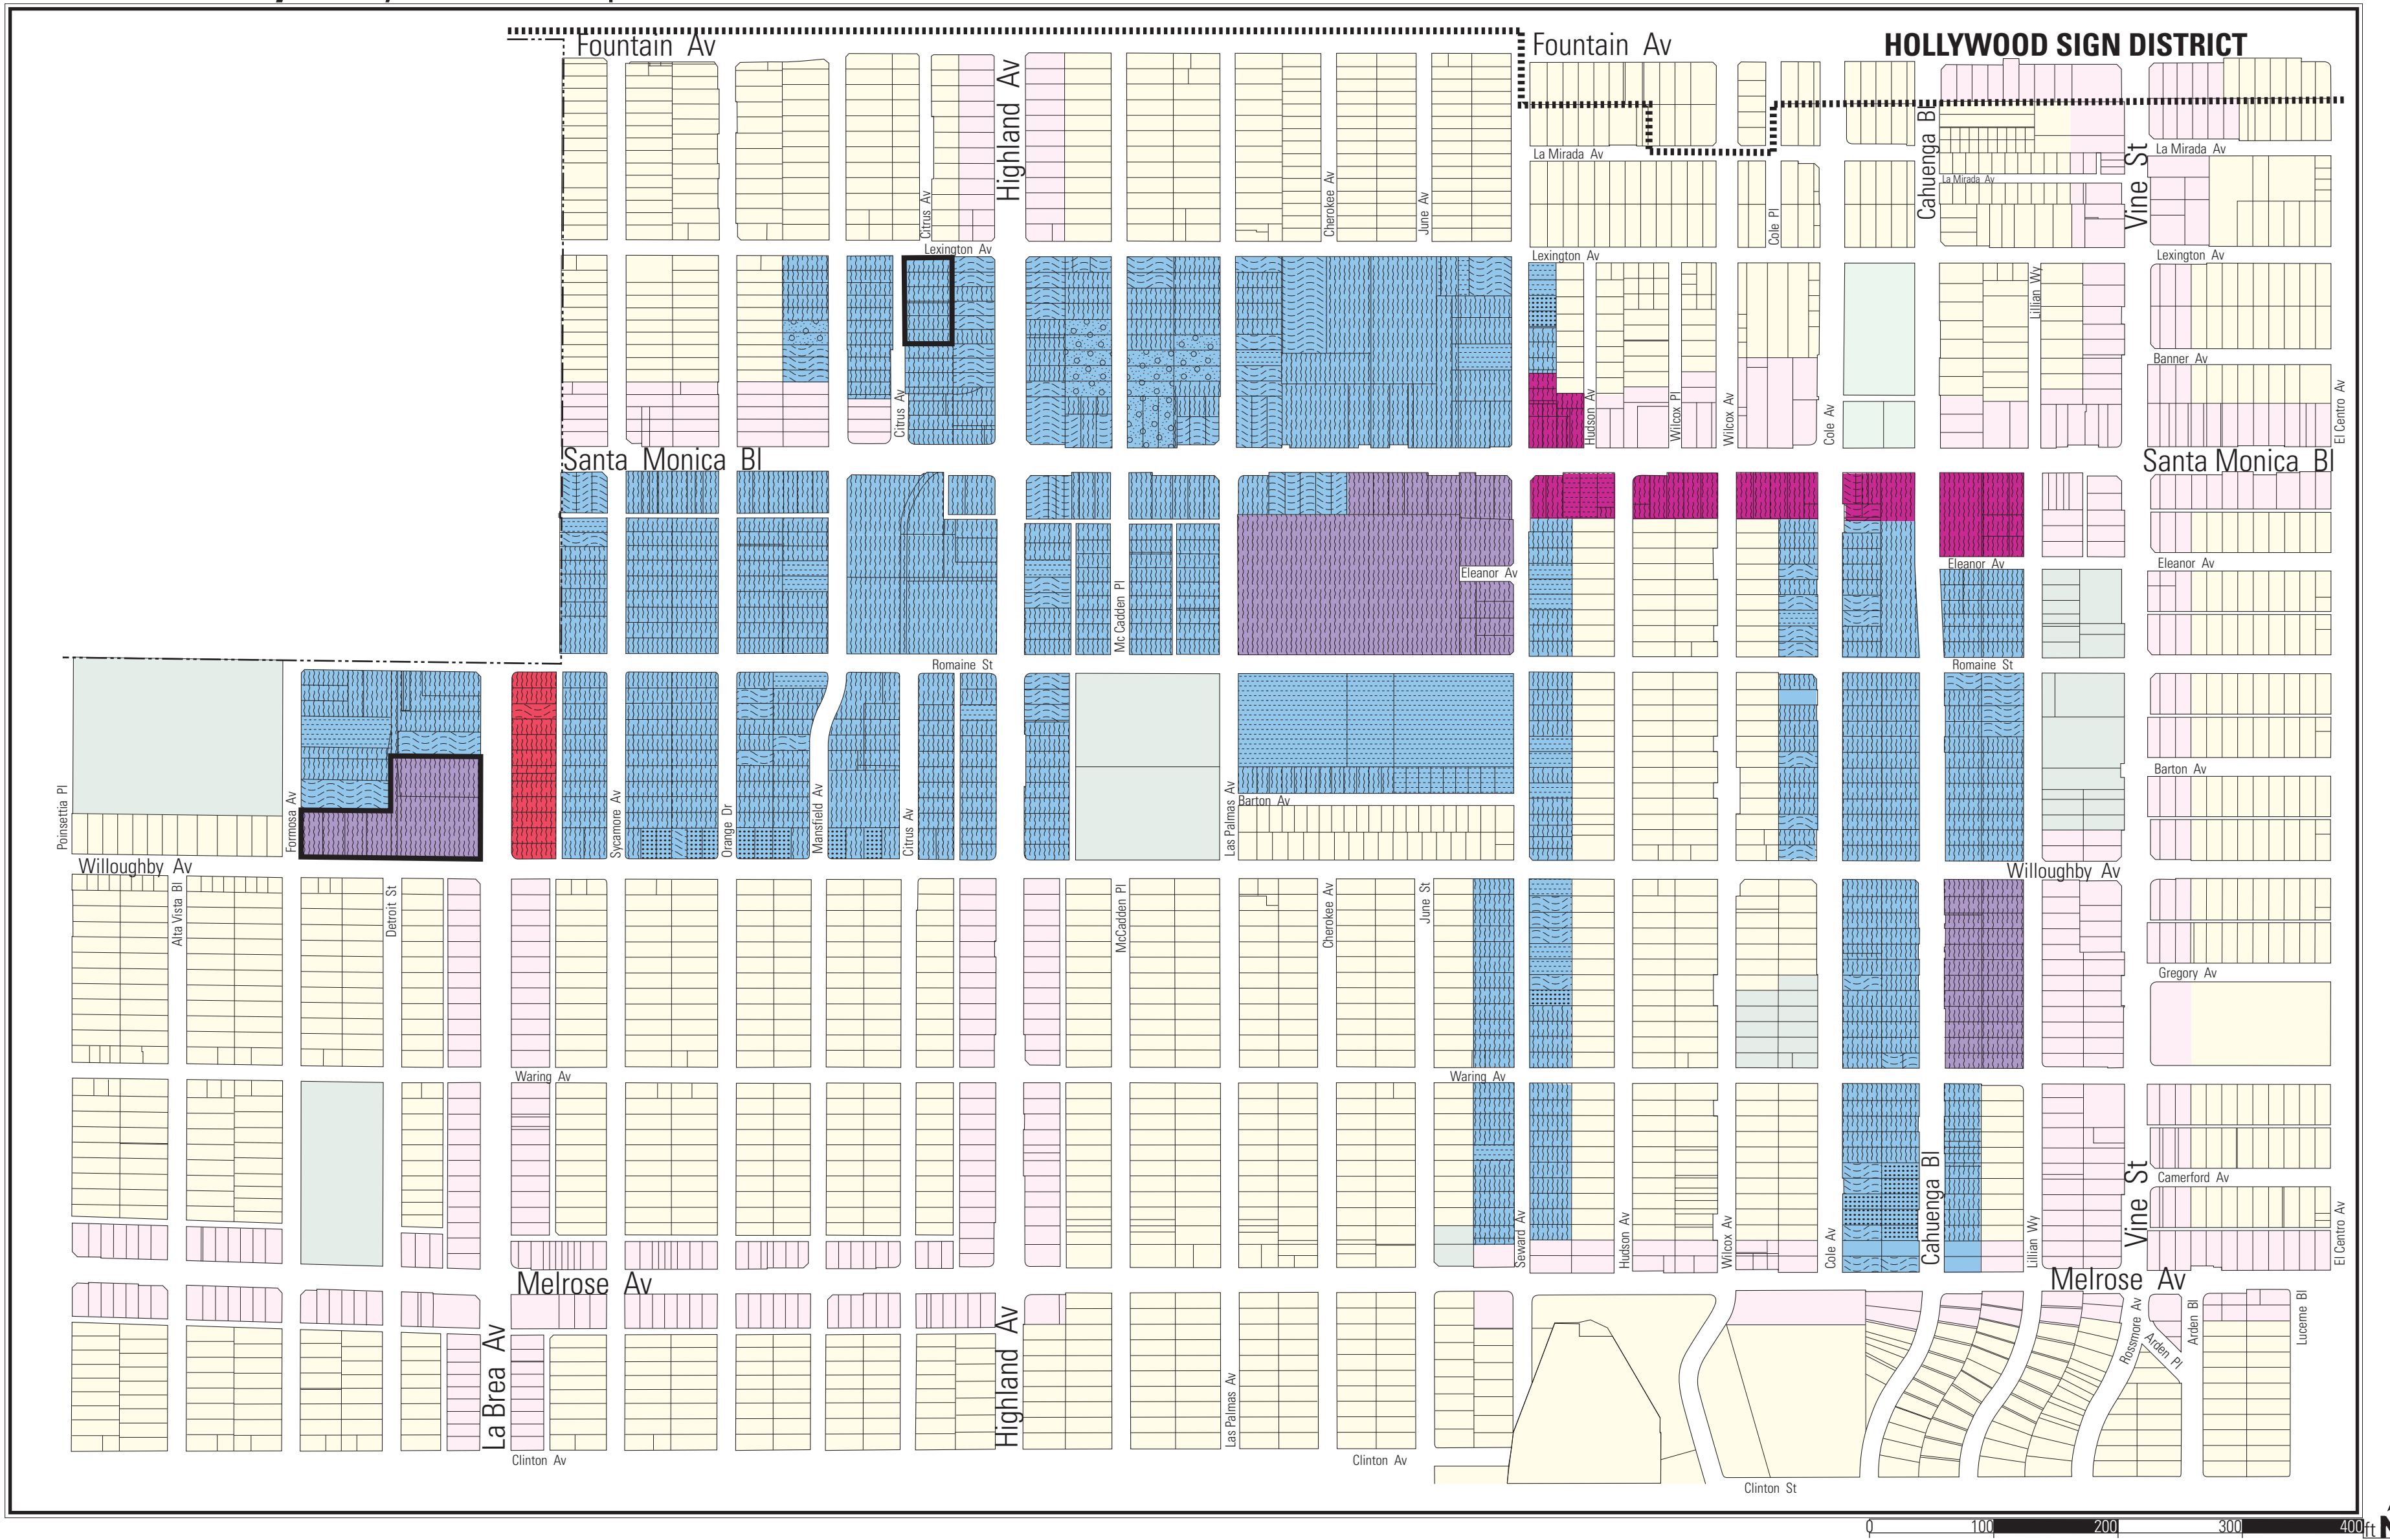 Fountain Av
Fountain Av
HOLLYWOOD SIGN DISTRICT
Highland Av
Citrus Av
Cherokee Av
June Av
La Mirada Av
Cole Pl
Cahuenga Bl
La Mirada Av
Vine St
La Mirada Av
Lexington Av
Lexington Av
Lexington Av
Lillian Wy
Banner Av
Citrus Av
Hudson Av
Wilcox Pl
Wilcox Av
Cole Av
El Centro Av
Santa Monica Bl
Santa Monica Bl
Mc Cadden Pl
Eleanor Av
Eleanor Av
Eleanor Av
Romaine St
Romaine St
Poinsettia Pl
Formosa Av
Sycamore Av
Orange Dr
Mansfield Av
Citrus Av
Las Palmas Av
Barton Av
Barton Av
Willoughby Av
Willoughby Av
Alta Vista Bl
Detroit St
McCadden Pl
Cherokee Av
June St
Gregory Av
Waring Av
Waring Av
Camerford Av
Seward Av
Hudson Av
Wilcox Av
Cole Av
Cahuenga Bl
Lillian Wy
Vine St
El Centro Av
Melrose Av
Melrose Av
La Brea Av
Highland Av
Las Palmas Av
Rossmore Av
Arden Pl
Arden Bl
Lucerne Bl
Clinton Av
Clinton Av
Clinton St
0 100 200 300 400 ft